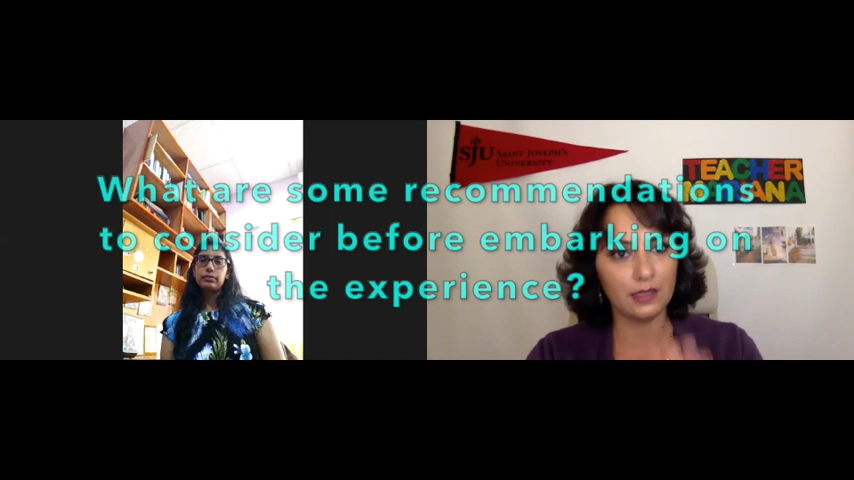 What are some recommendations
to consider before embarking on
the experience?
SJU SAINT JOSEPH'S
UNIVERSITY
TEACHER